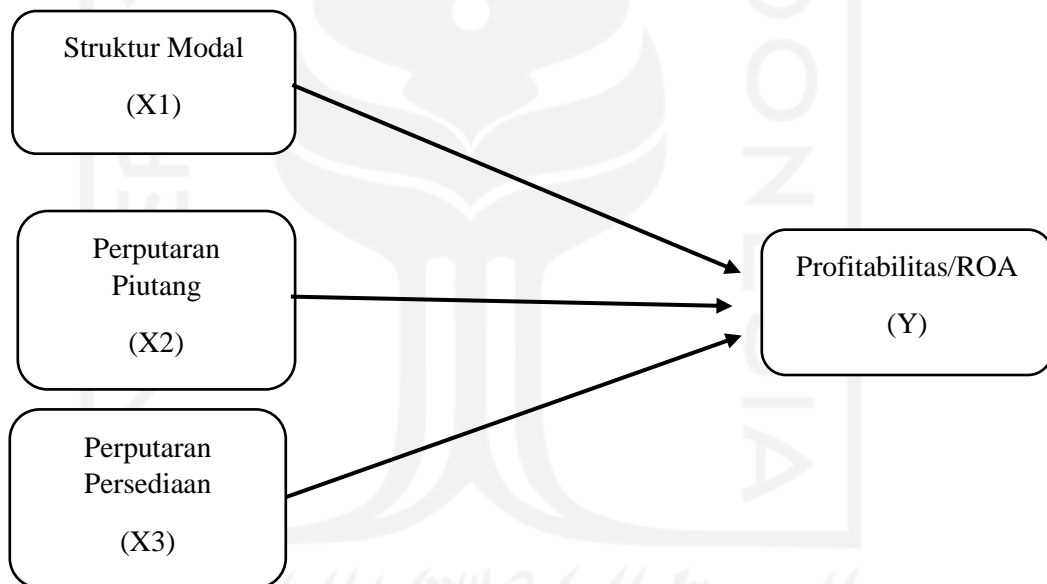 Struktur Modal
(X1)
Perputaran
Piutang
(X2)
Perputaran
Persediaan
(X3)
Profitabilitas/ROA
(Y)